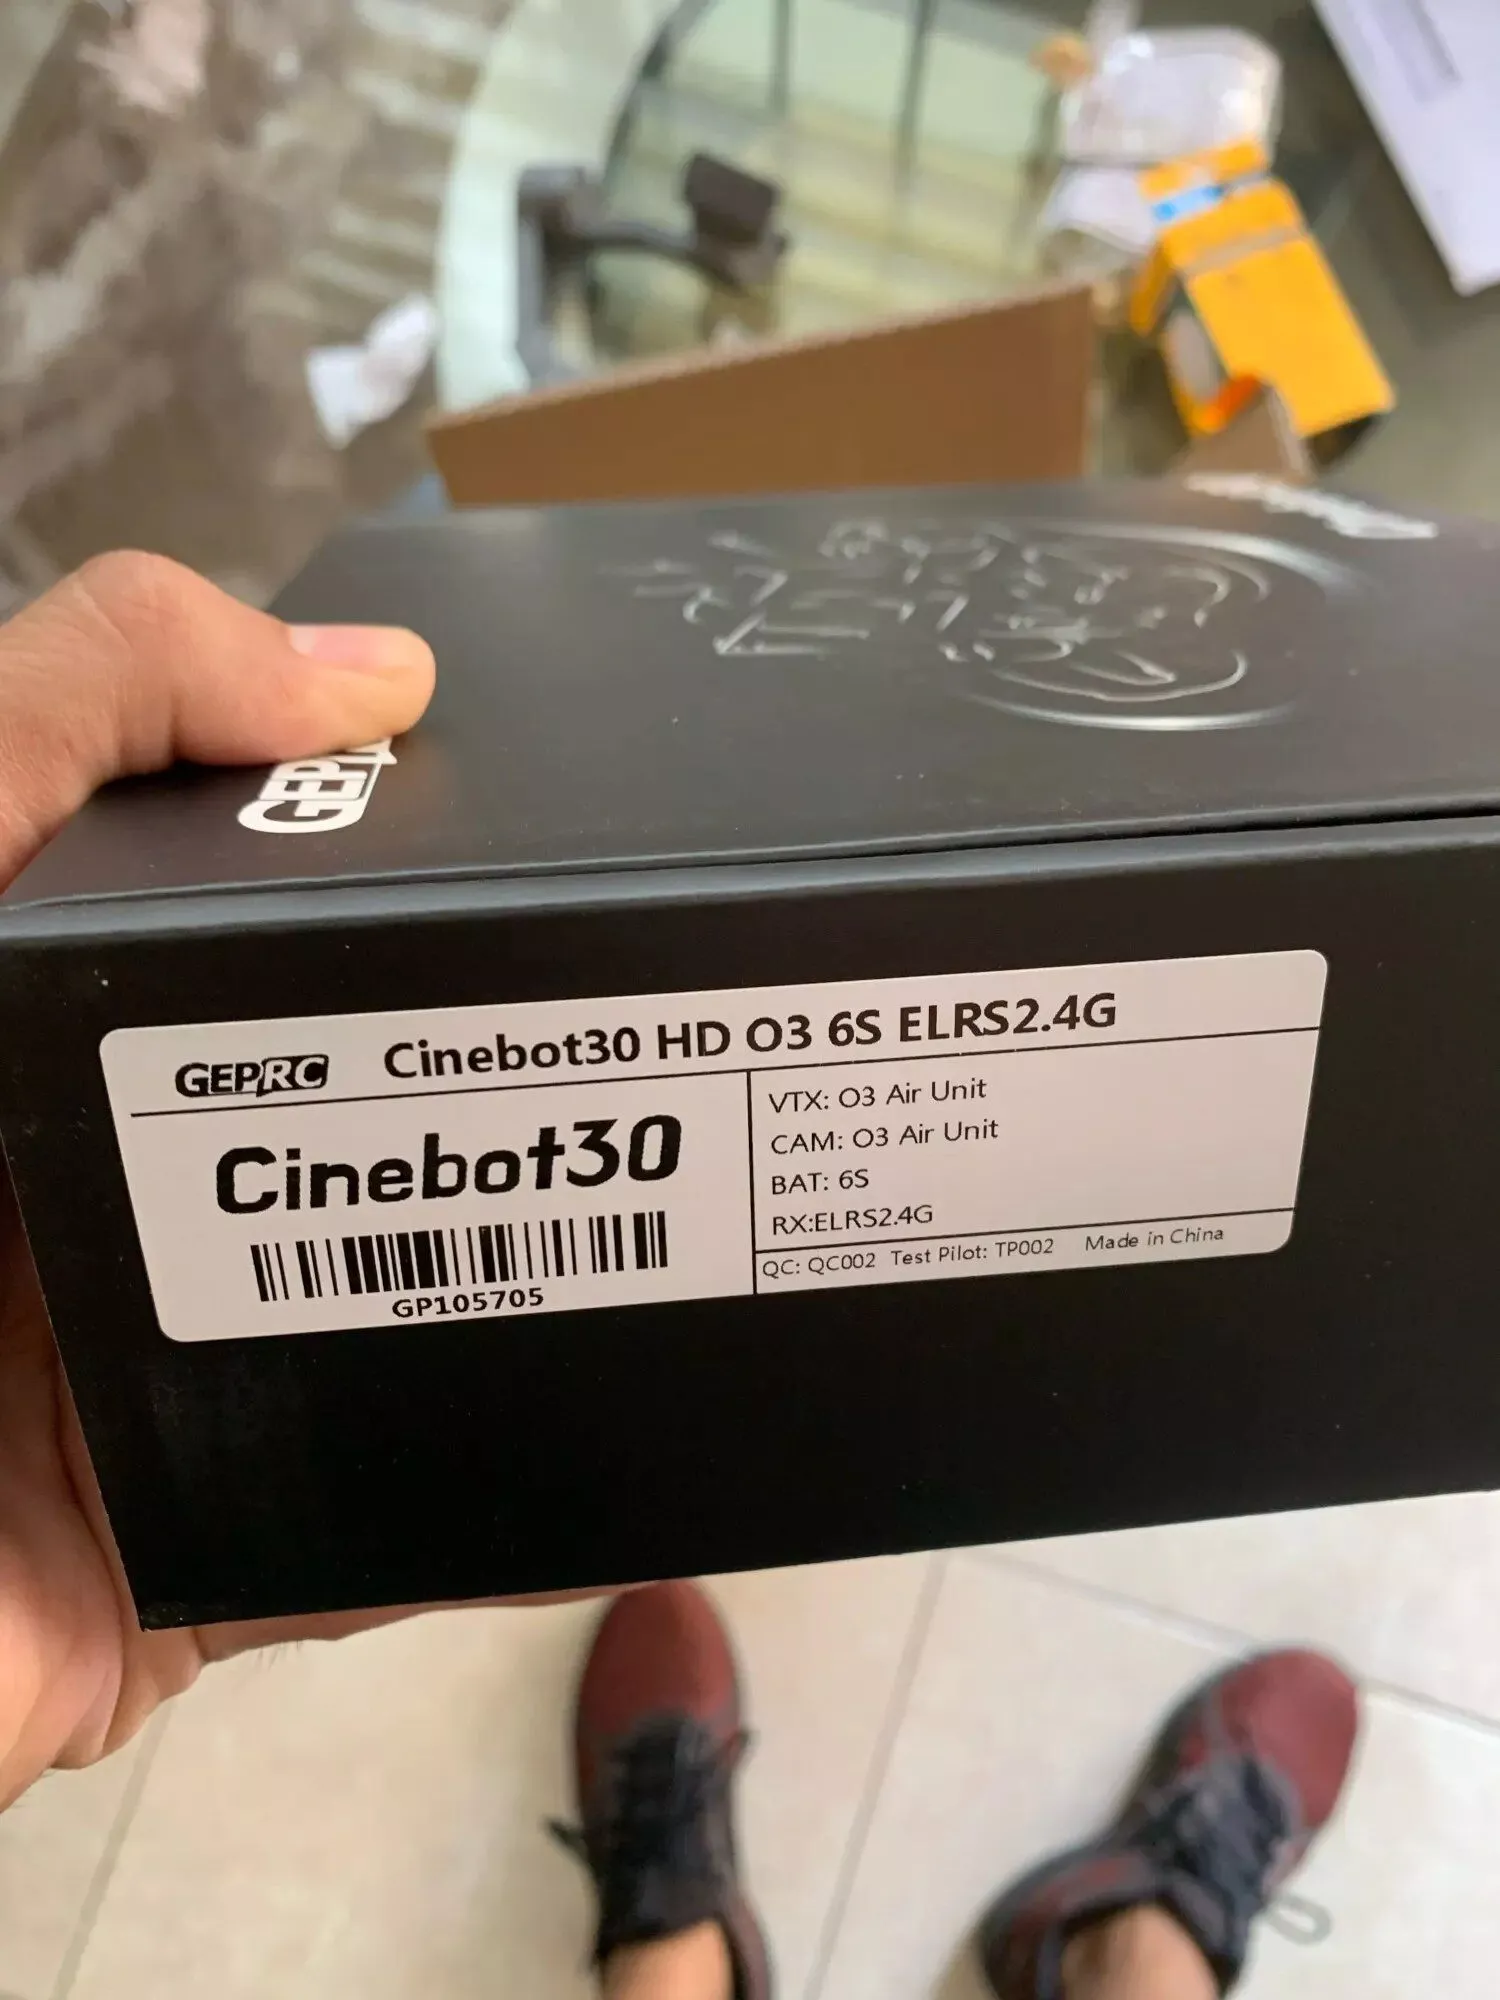 GEPRC Cinebot30 HD O3 6S ELRS2.4G
Cinebot30
GP105705
VTX: O3 Air Unit
CAM: O3 Air Unit
BAT: 6S
RX:ELRS2.4G
QC: QC002 Test Pilot: TP002 Made in China